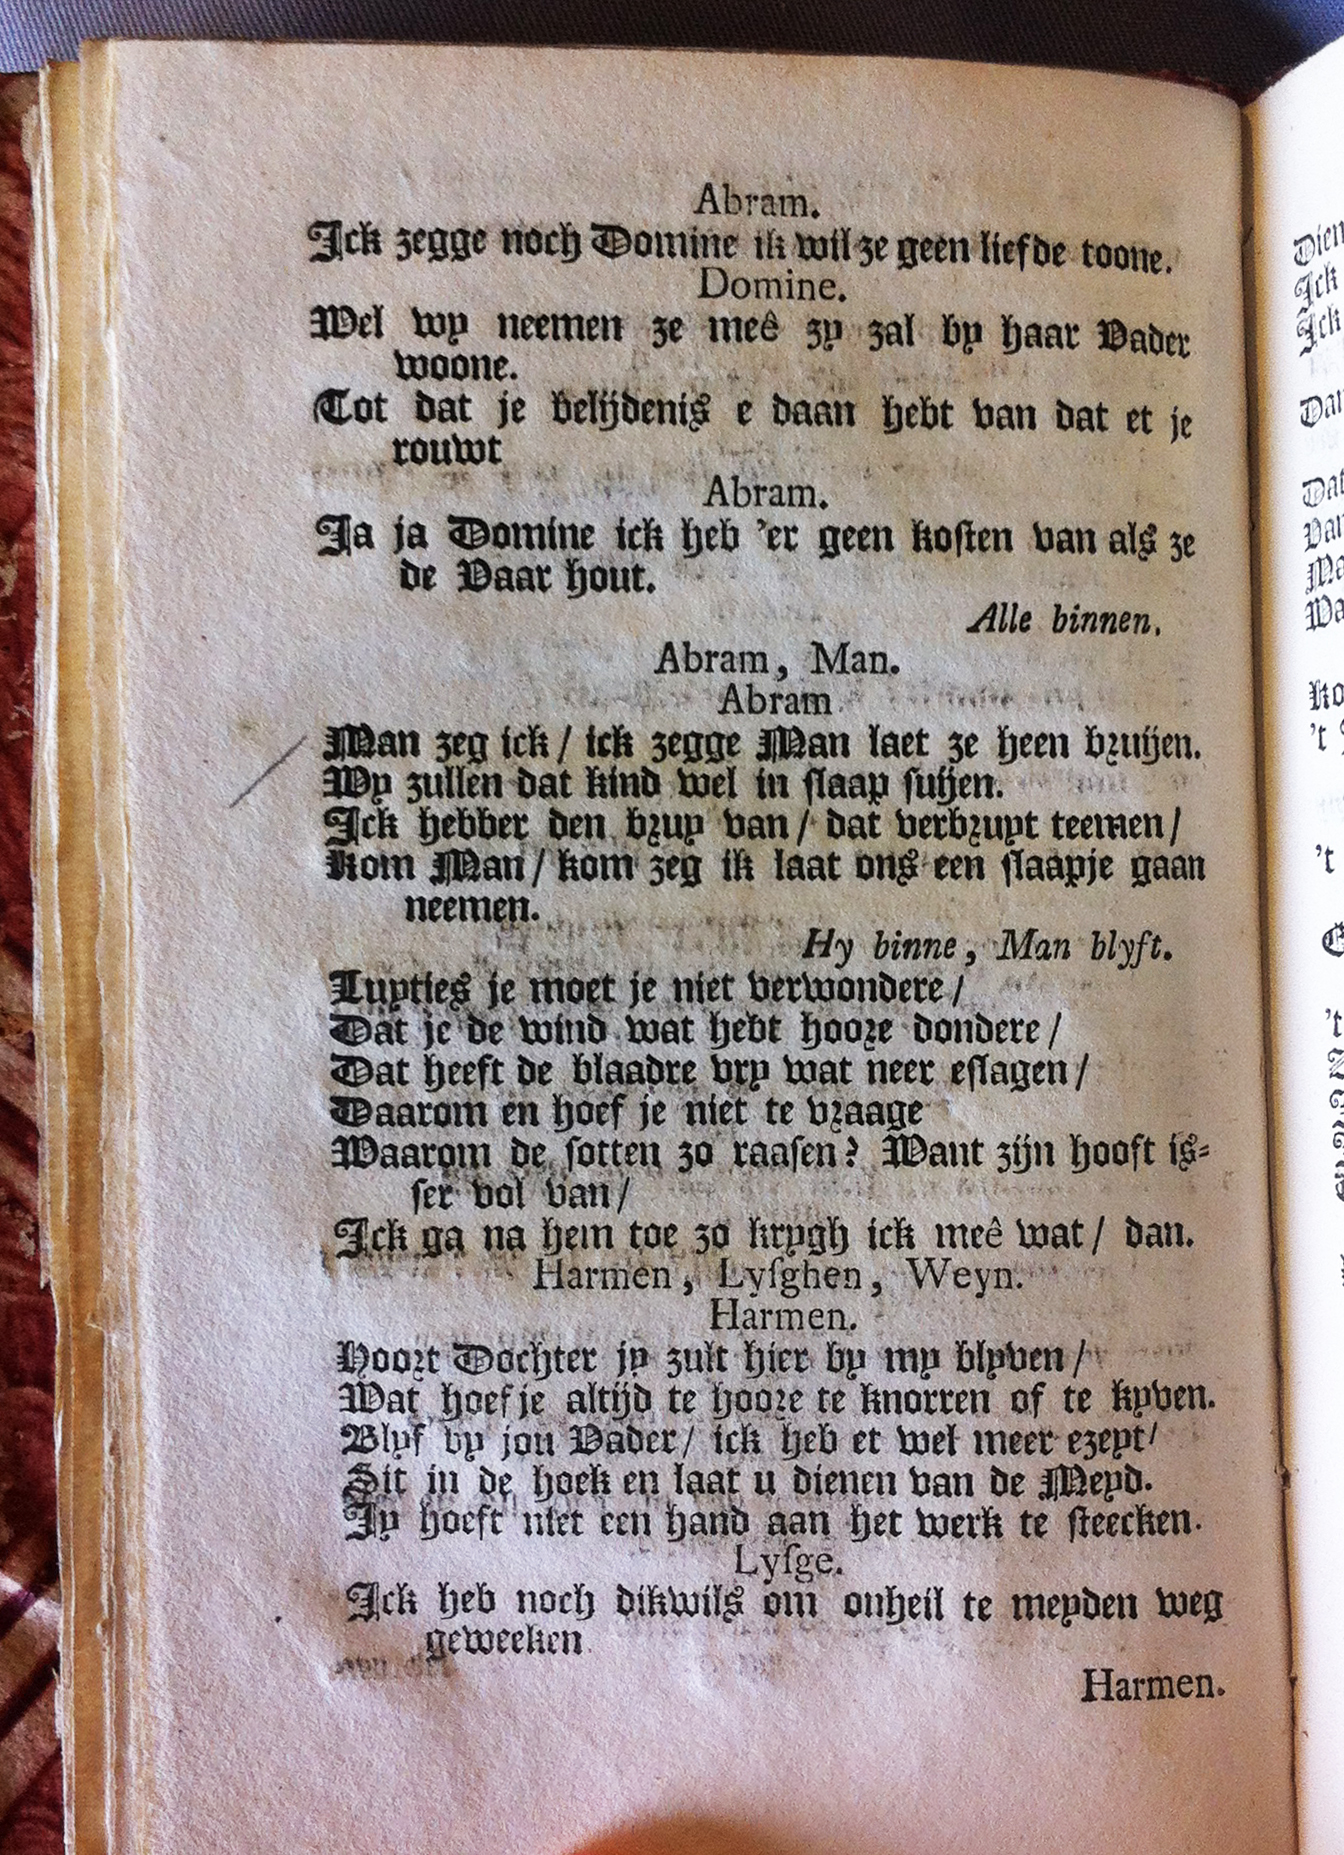 Abram.
Ick zegge noch Domine ik wil ze geen liefde toone.
Domine.
Wel wy neemen ze meê zy zal by haar Vader
woone.
Tot dat je belijdenis e daan hebt van dat et je
rouwt
Abram.
Ja ja Domine ick heb 'er geen kosten van als ze
de Vaar hout.
Alle binnen.
Abram, Man.
Abram
Man zeg ick / ick zegge Man laet ze heen bruijen.
Wy zullen dat kind wel in slaap suijen.
Ick hebber den bruy van / dat verbruyt teemen /
Kom Man / kom zeg ik laat ons een slaapje gaan
neemen.
Hy binne, Man blyft.
Luyties je moet je niet verwondere /
Dat je de wind wat hebt hoore dondere /
Dat heeft de blaadre vry wat neer eslagen /
Daarom en hoef je niet te vraage
Waarom de sotten zo raasen? Want zijn hooft is-
ser vol van /
Ick ga na hem toe zo krygh ick meê wat / dan.
Harmen, Lysghen, Weyn.
Harmen.
Hoort Dochter jy zult hier by my blyven /
Wat hoef je altijd te hoore te knorren of te kyven.
Blyf by jou Vader / ick heb et wel meer ezeyt /
Sit in de hoek en laat u dienen van de Meyd.
Jy hoeft niet een hand aan het werk te steecken.
Lysge.
Ick heb noch dikwils om onheil te meyden weg
geweeken
Harmen.